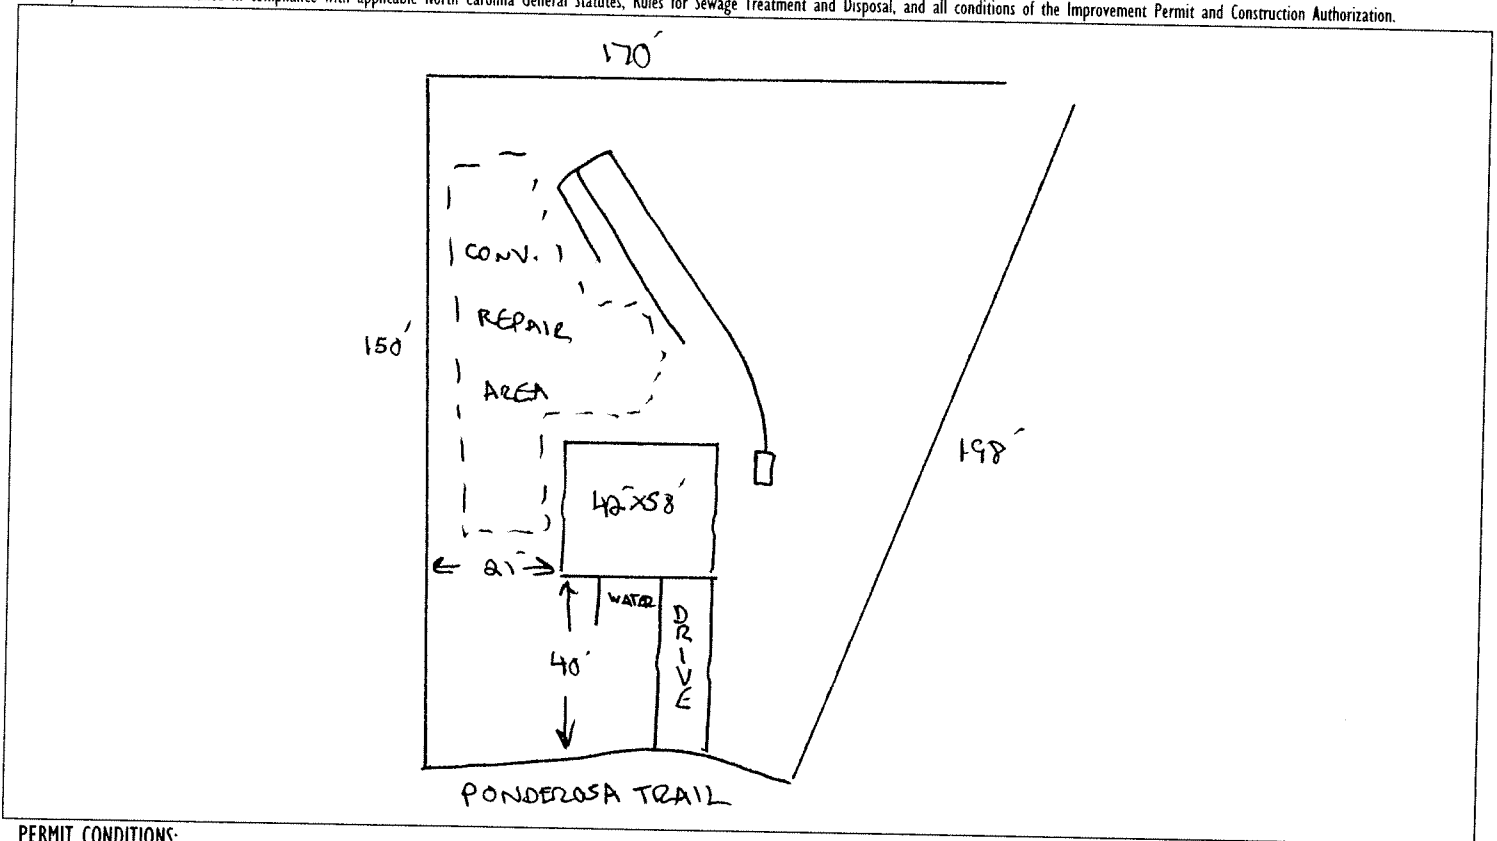 in compliance with applicable North Carolina General Statutes, Rules for Sewage Treatment and Disposal, and all conditions of the Improvement Permit and Construction Authorization.
170'
CONV.
REPAIR
AREA
150'
198'
42'x58'
21'
WATER
DRIVE
40'
PONDEROSA TRAIL
PERMIT CONDITIONS: